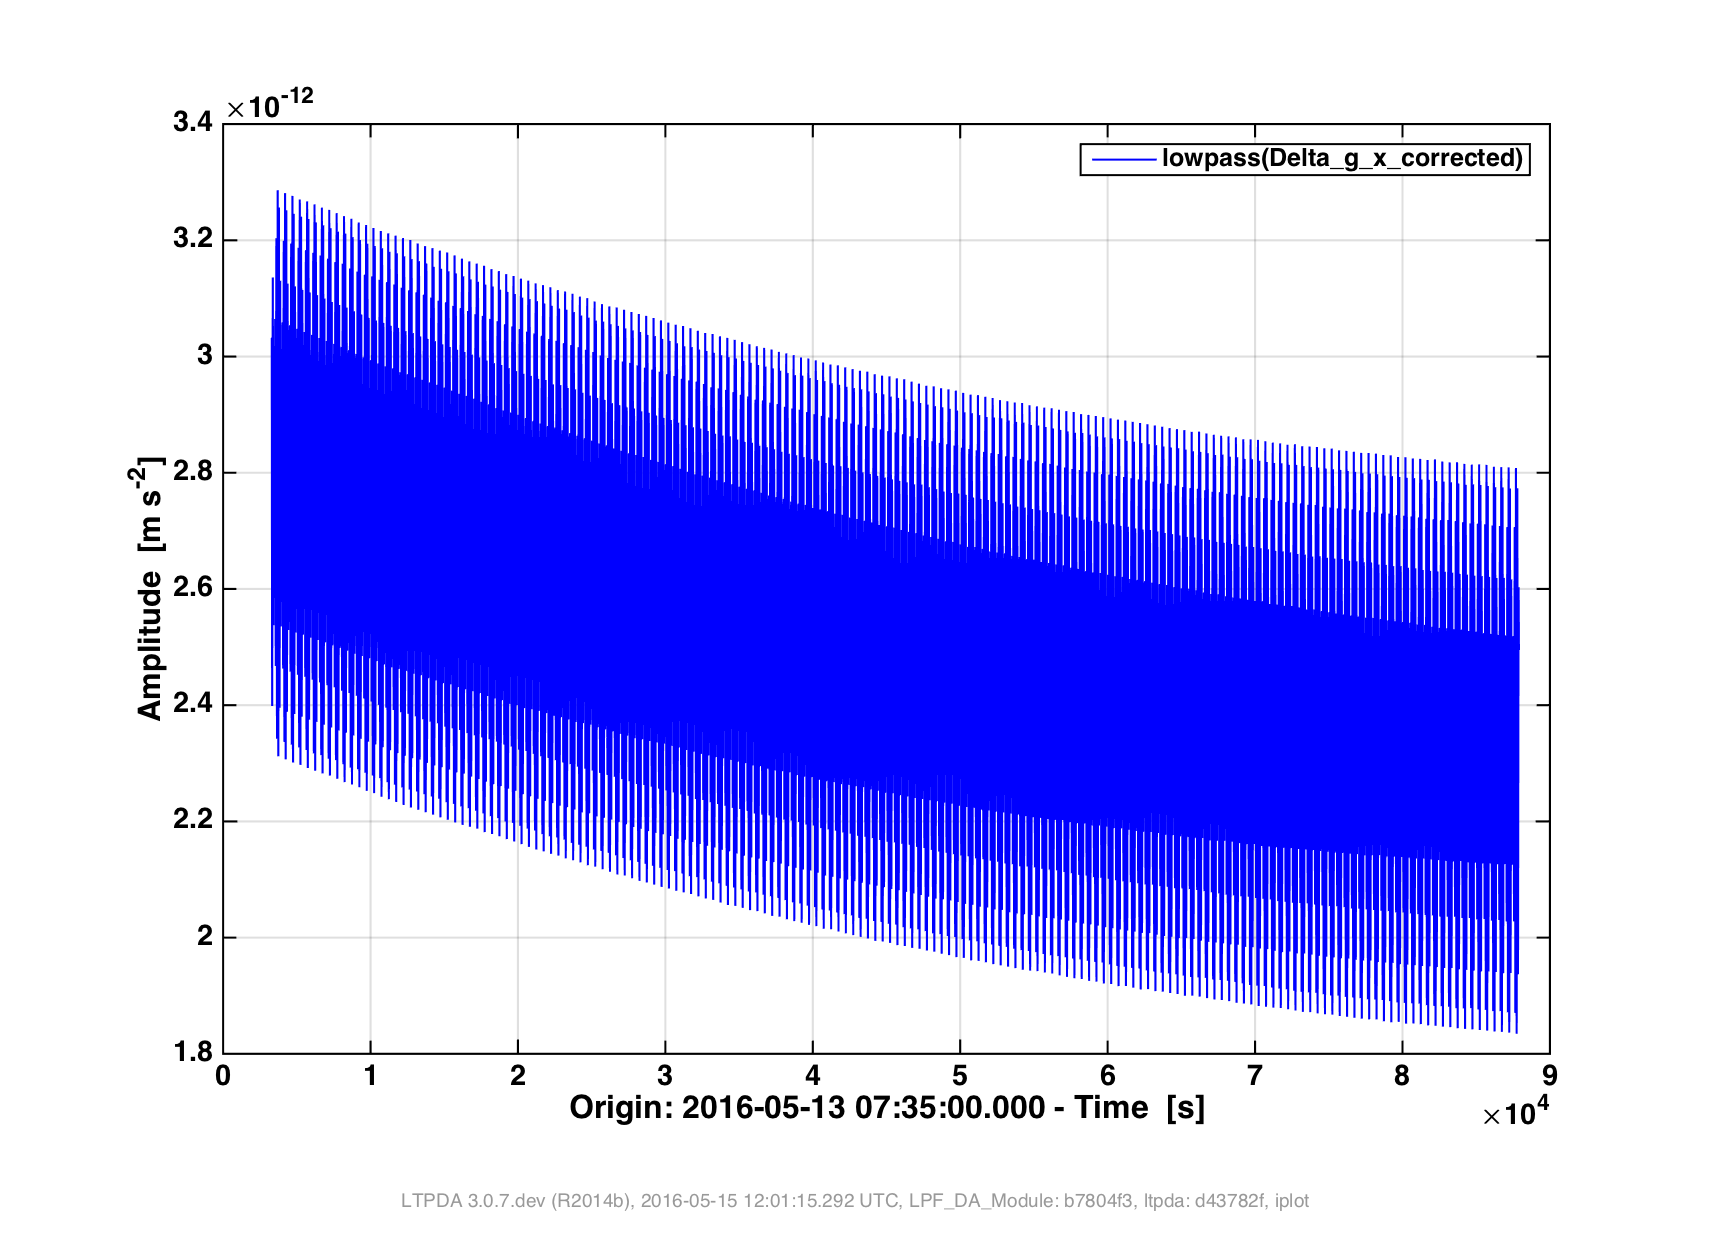 ×10-12
3.4
3.2
3
2.8
2.6
2.4
2.2
2
1.8
Amplitude [m s-2]
lowpass(Delta_g_x_corrected)
0 1 2 3 4 5 6 7 8 9
×104
Origin: 2016-05-13 07:35:00.000 - Time [s]
LTPDA 3.0.7.dev (R2014b), 2016-05-15 12:01:15.292 UTC, LPF_DA_Module: b7804f3, ltpda: d43782f, iplot